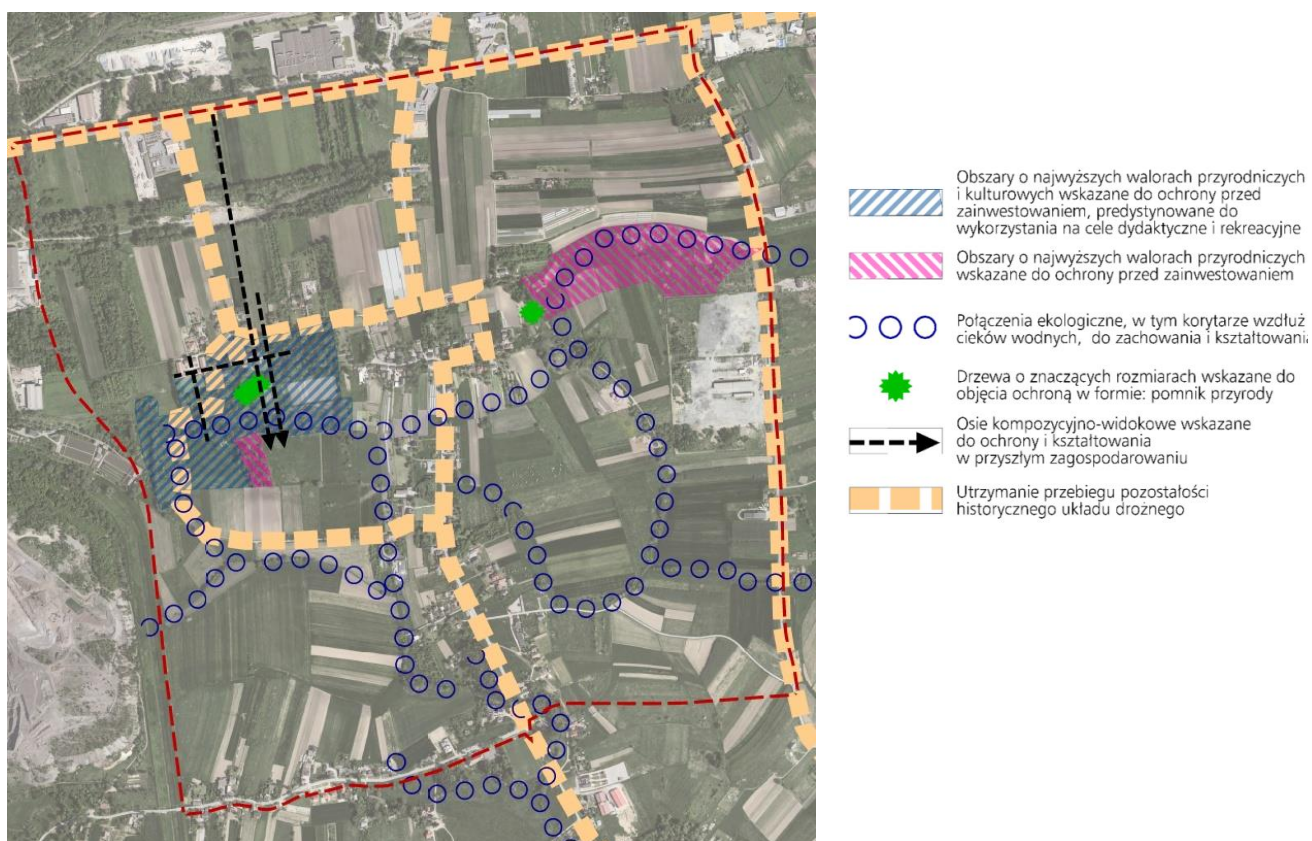 Obszary o najwyższych walorach przyrodniczych
i kulturowych wskazane do ochrony przed
zainwestowaniem, predystynowane do
wykorzystania na cele dydaktyczne i rekreacyjne
Obszary o najwyższych walorach przyrodniczych
wskazane do ochrony przed zainwestowaniem
Połączenia ekologiczne, w tym korytarze wzdłuż
cieków wodnych, do zachowania i kształtowania
Drzewa o znaczących rozmiarach wskazane do
objęcia ochroną w formie: pomnik przyrody
Osie kompozycyjno-widokowe wskazane
do ochrony i kształtowania
w przyszłym zagospodarowaniu
Utrzymanie przebiegu pozostałości
historycznego układu drożnego